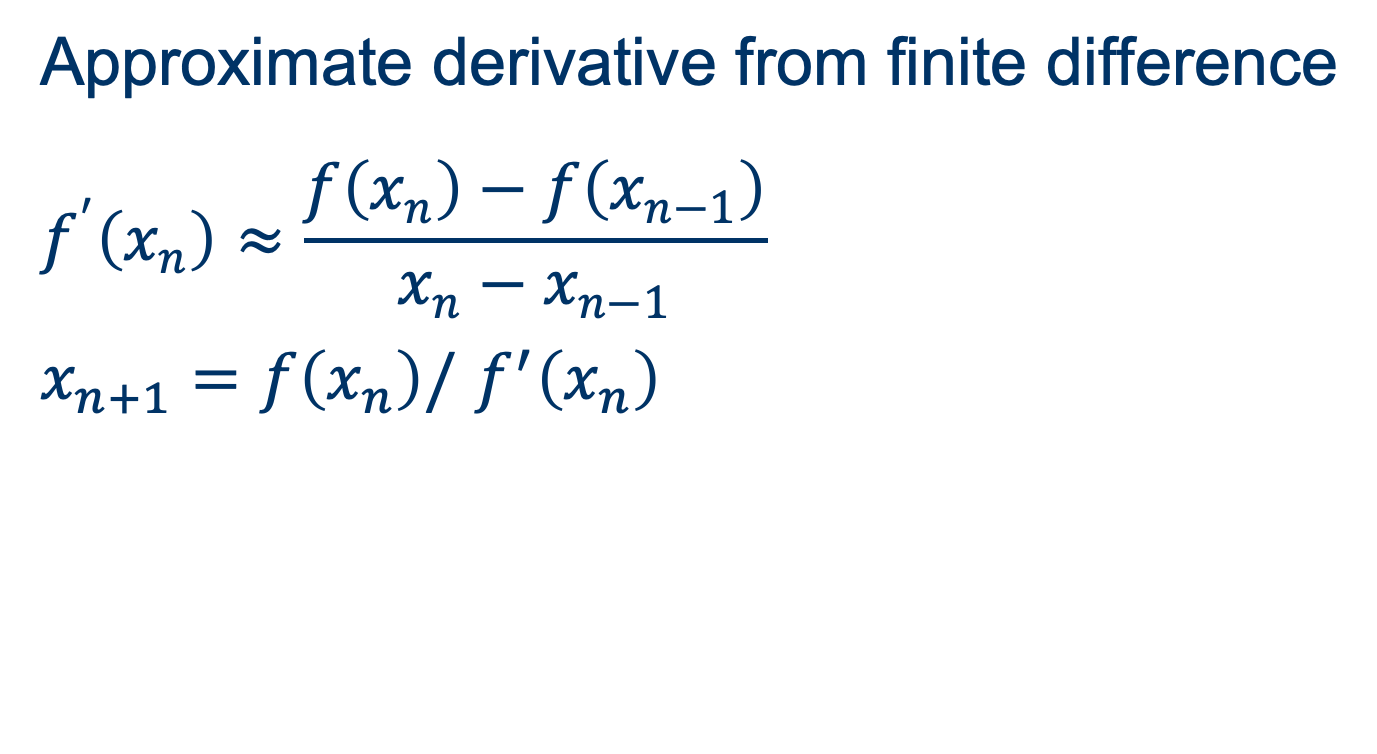 Approximate derivative from finite difference
f′(xₙ) ≈ (f(xₙ) − f(xₙ₋₁)) / (xₙ − xₙ₋₁)
xₙ₊₁ = f(xₙ)/ f′(xₙ)